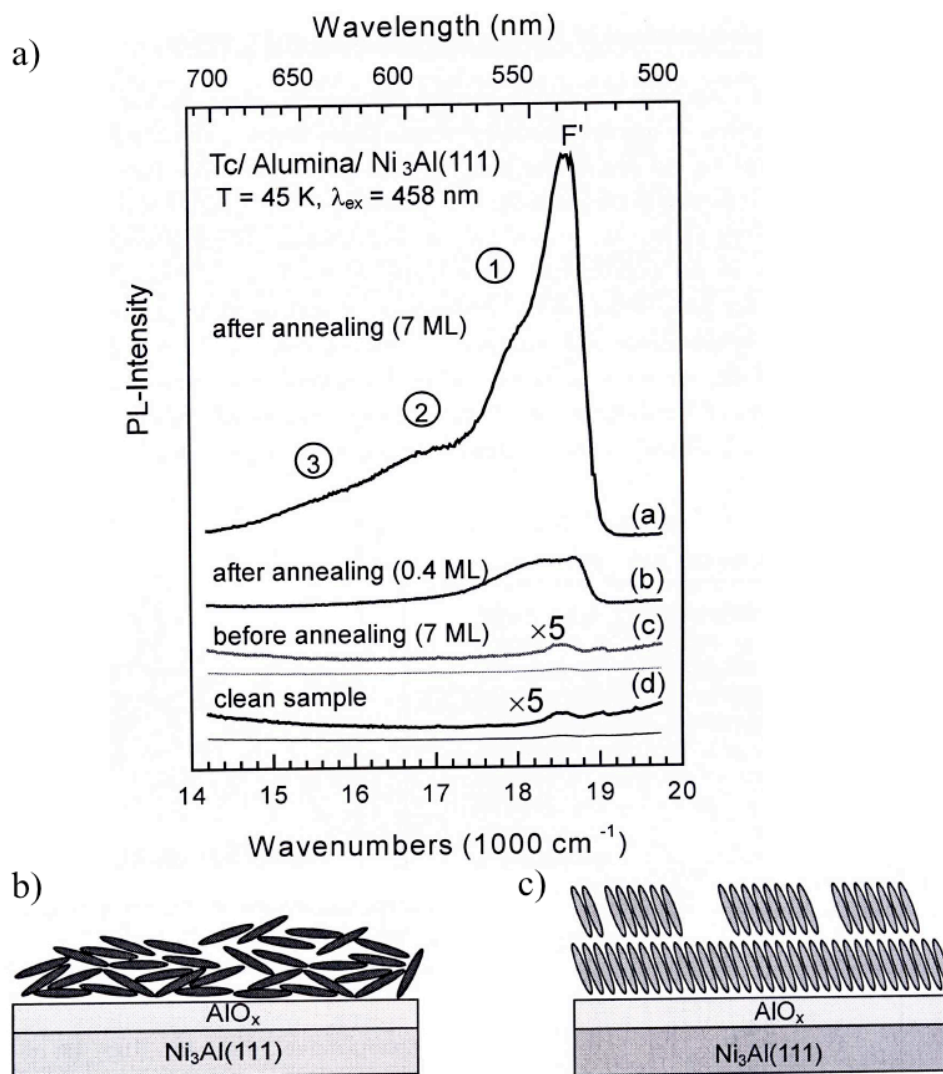 a)
Wavelength (nm)
700 650 600 550 500
F'
Tc/ Alumina/ Ni₃Al(111)
T = 45 K, λₑₓ = 458 nm
①
after annealing (7 ML)
②
③
(a)
after annealing (0.4 ML)
(b)
before annealing (7 ML) ×5 (c)
clean sample ×5 (d)
PL-Intensity
14 15 16 17 18 19 20
Wavenumbers (1000 cm⁻¹)
b)
AlOₓ
Ni₃Al(111)
c)
AlOₓ
Ni₃Al(111)